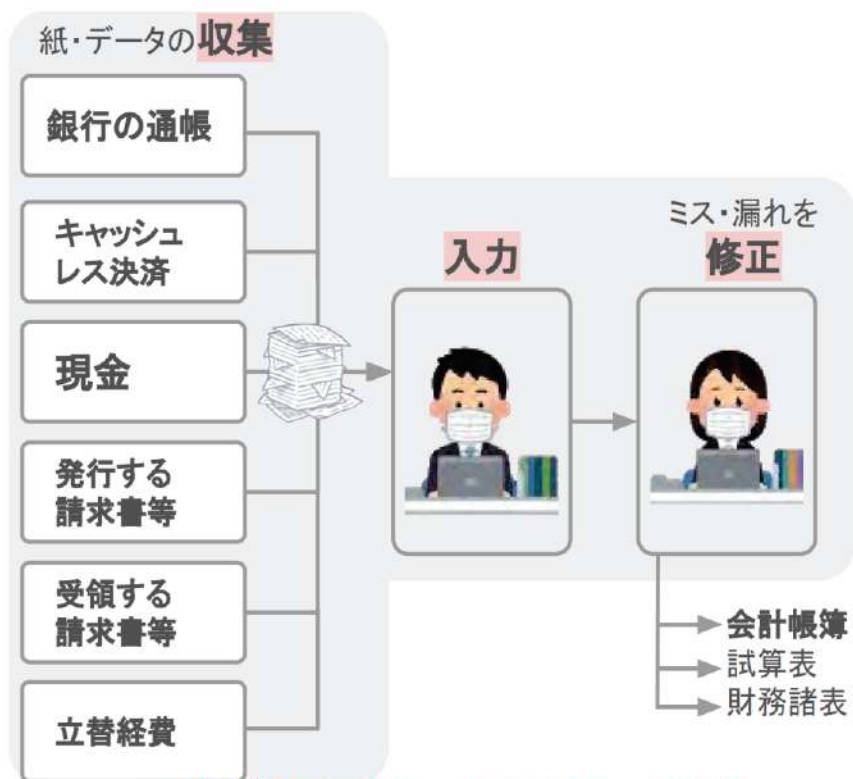 紙・データの収集
銀行の通帳
キャッシュ
レス決済
現金
発行する
請求書等
受領する
請求書等
立替経費
入力
ミス・漏れを
修正
会計帳簿
試算表
財務諸表